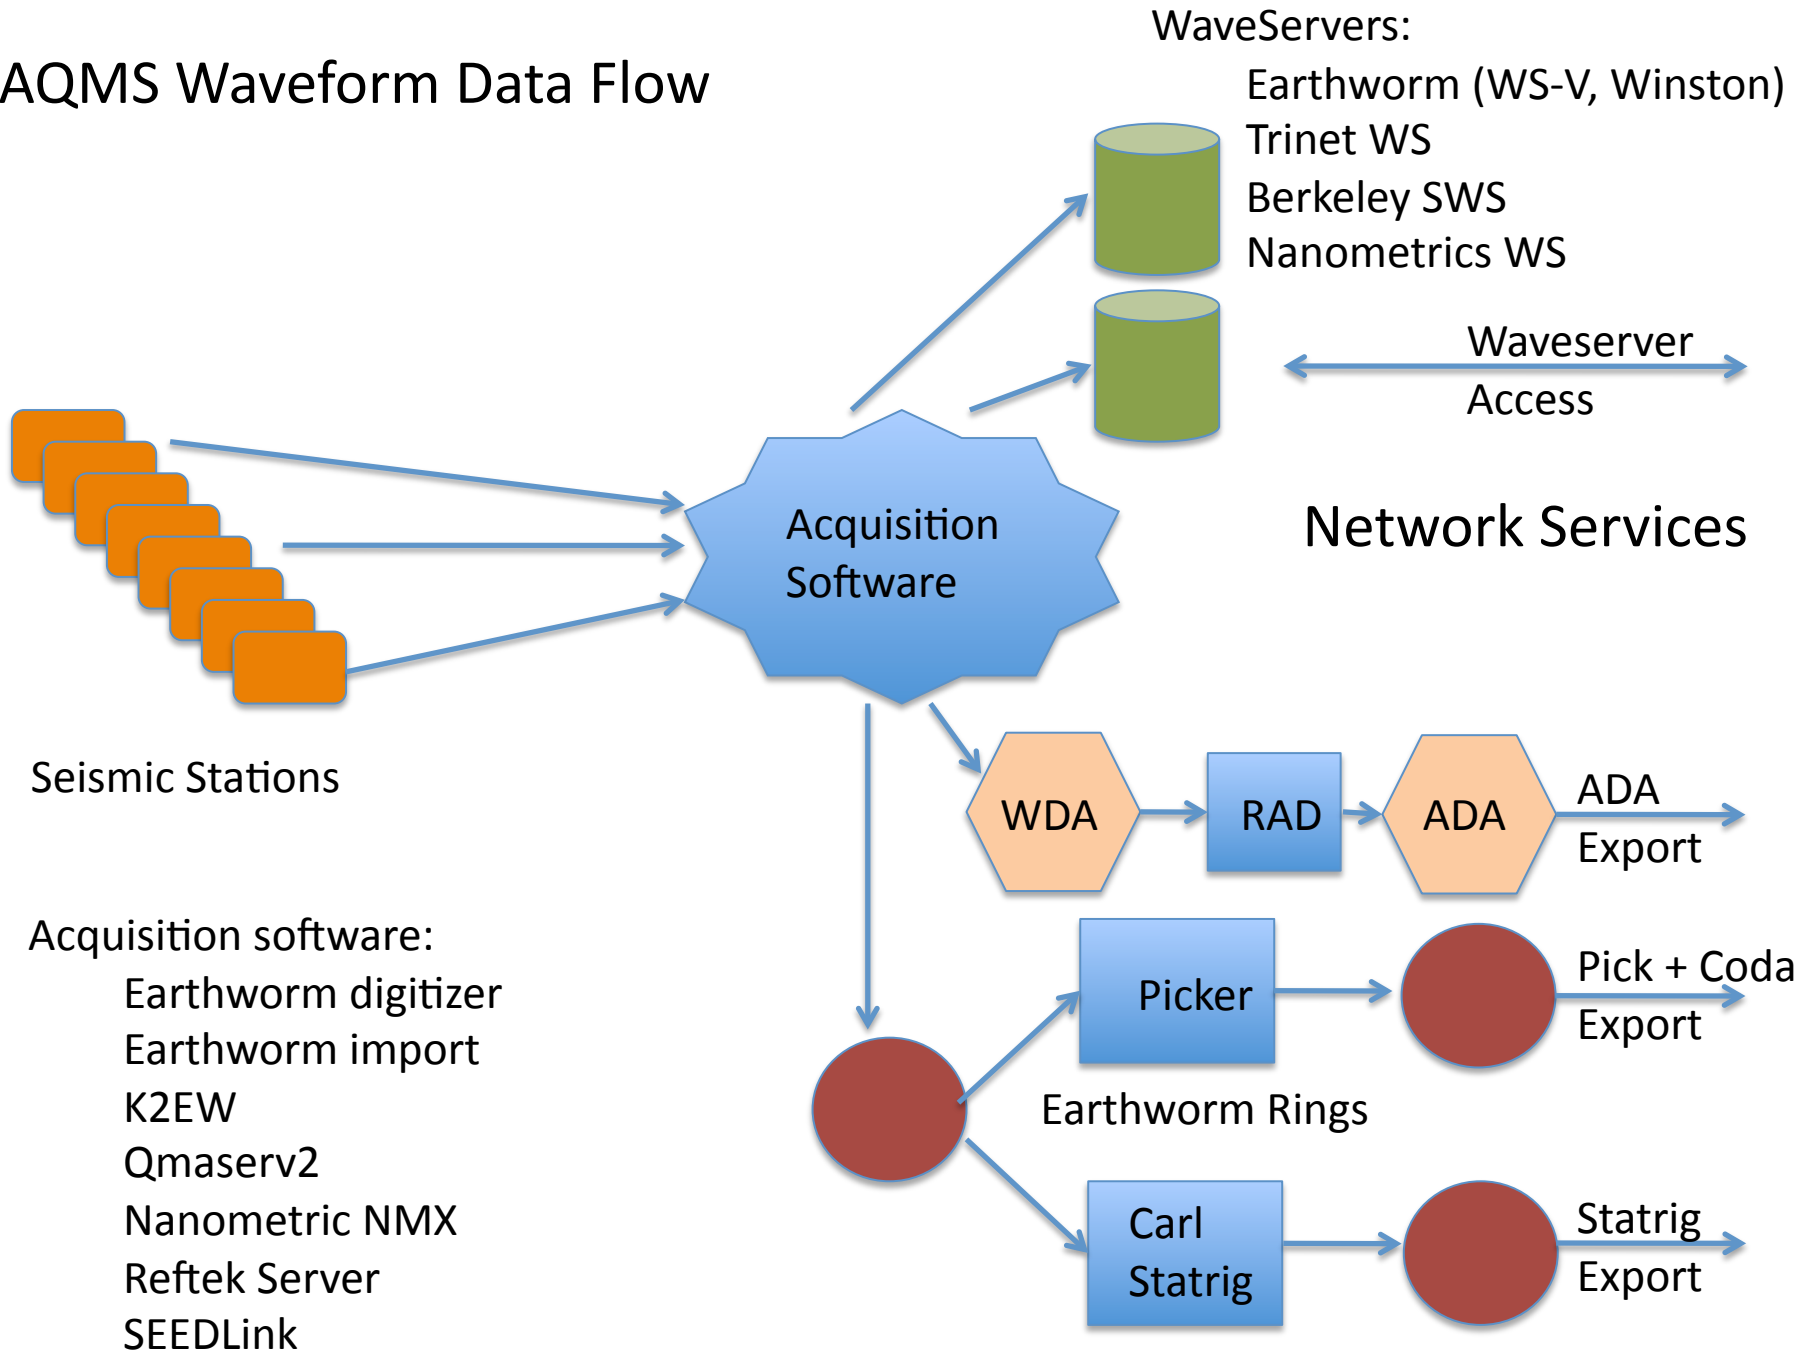 AQMS Waveform Data Flow
WaveServers:
Earthworm (WS-V, Winston)
Trinet WS
Berkeley SWS
Nanometrics WS
Waveserver
Access
Acquisition
Software
Network Services
Seismic Stations
WDA
RAD
ADA
ADA
Export
Acquisition software:
Earthworm digitizer
Earthworm import
K2EW
Qmaserv2
Nanometric NMX
Reftek Server
SEEDLink
Picker
Pick + Coda
Export
Earthworm Rings
Carl
Statrig
Statrig
Export